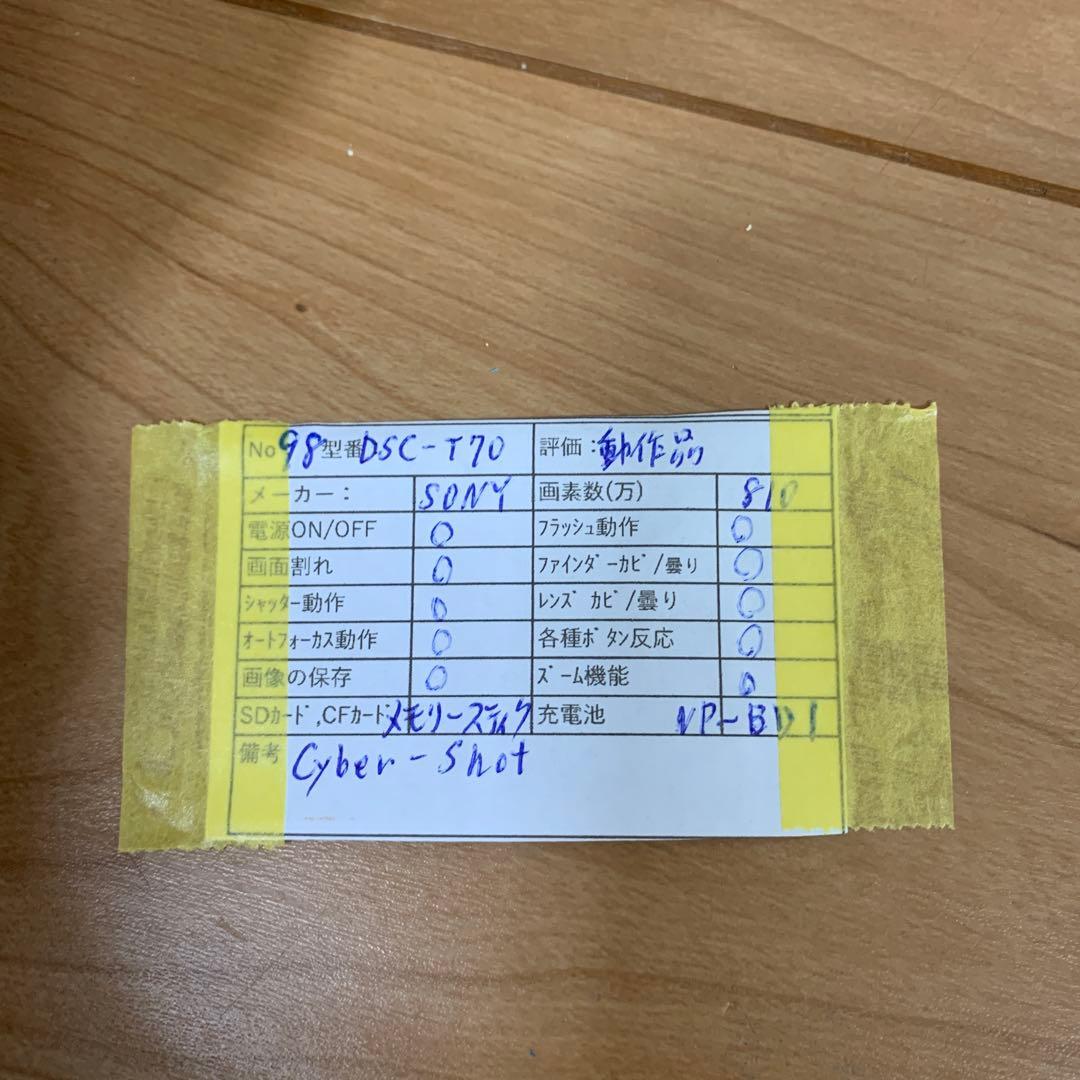 No 98 型番 DSC-T70 評価：動作品
メーカー： SONY 画素数(万) 810
電源ON/OFF ○ ﾌﾗｯｼｭ動作 ○
画面割れ ○ ﾌｧｲﾝﾀﾞｰｶﾋﾞ/曇り ○
ｼｬｯﾀｰ動作 ○ ﾚﾝｽﾞｶﾋﾞ/曇り ○
ｵｰﾄﾌｫｰｶｽ動作 ○ 各種ﾎﾞﾀﾝ反応 ○
画像の保存 ○ ｽﾞｰﾑ機能 ○
SDｶｰﾄﾞ,CFｶｰﾄﾞ メモリースティク 充電池 NP-BD1
備考 Cyber-Shot